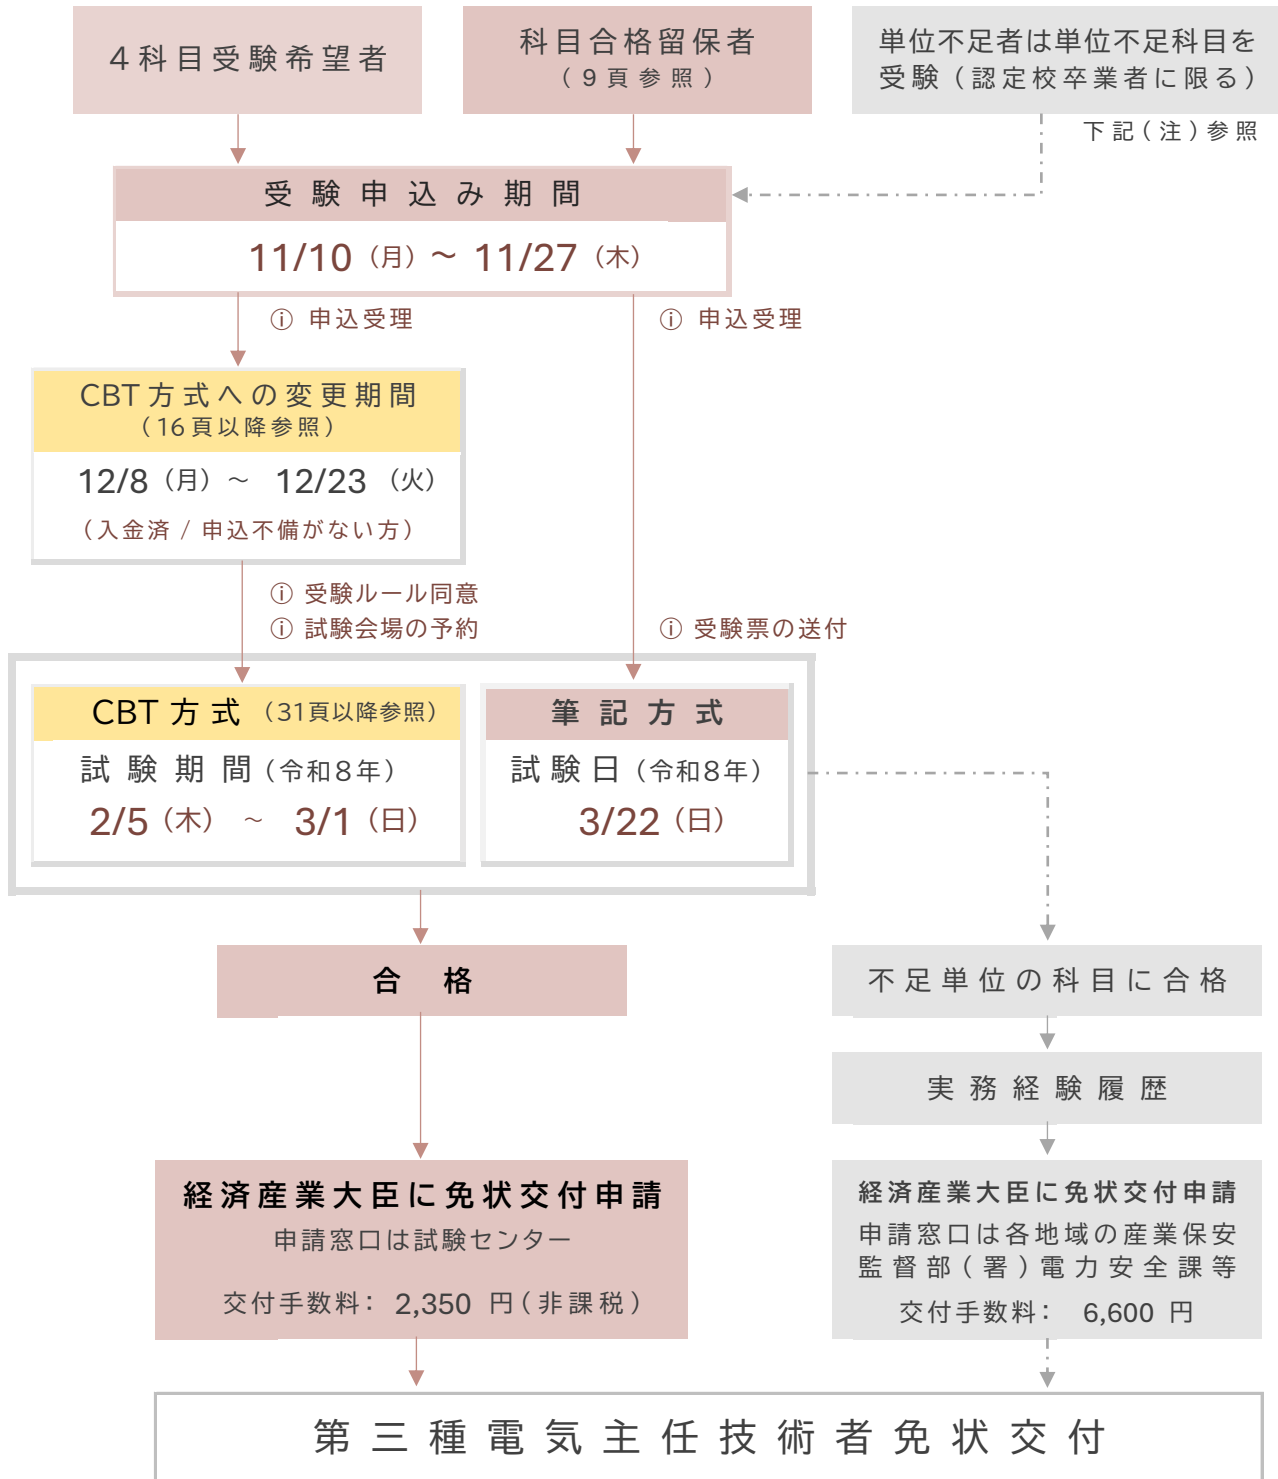 4科目受験希望者
科目合格留保者
(9頁参照)
単位不足者は単位不足科目を
受験(認定校卒業者に限る)
下記(注)参照
受験申込み期間
11/10(月)～11/27(木)
ⓘ 申込受理
ⓘ 申込受理
CBT方式への変更期間
(16頁以降参照)
12/8(月)～ 12/23(火)
(入金済 / 申込不備がない方)
ⓘ 受験ルール同意
ⓘ 試験会場の予約
ⓘ 受験票の送付
CBT方式(31頁以降参照)
試験期間(令和8年)
2/5(木) ～ 3/1(日)
筆記方式
試験日(令和8年)
3/22(日)
合格
不足単位の科目に合格
実務経験履歴
経済産業大臣に免状交付申請
申請窓口は試験センター
交付手数料: 2,350 円(非課税)
経済産業大臣に免状交付申請
申請窓口は各地域の産業保安
監督部(署)電力安全課等
交付手数料: 6,600 円
第三種電気主任技術者免状交付